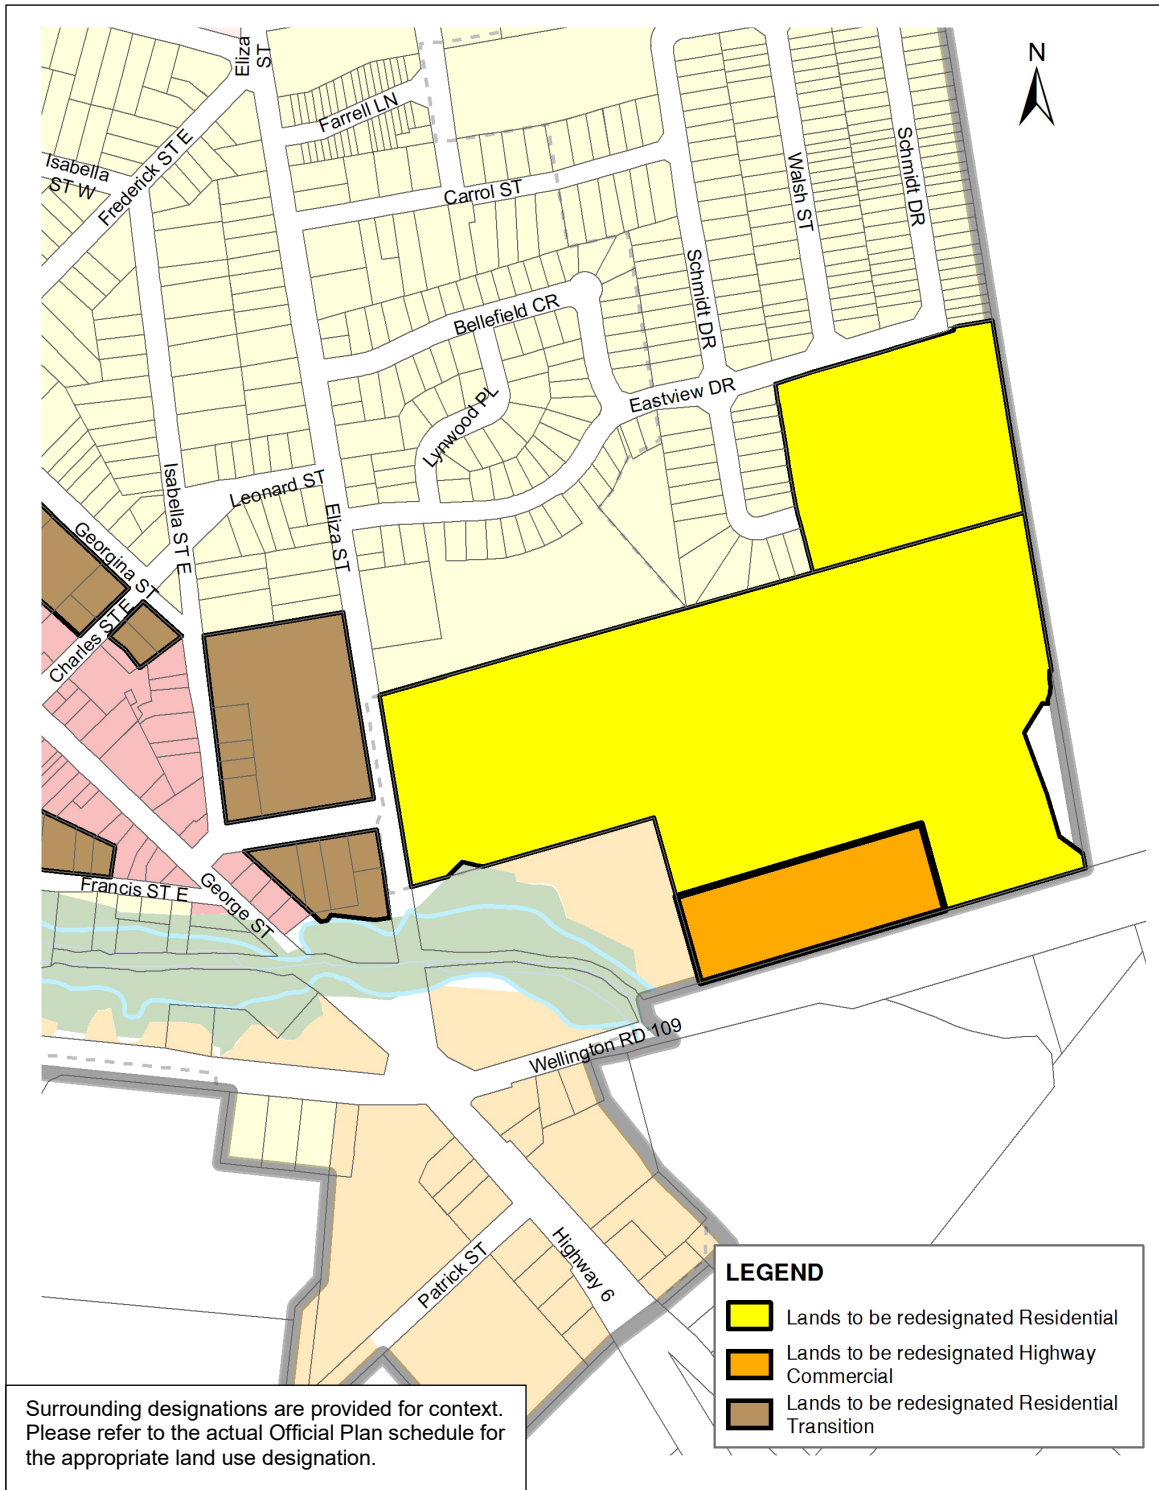 Eliza
ST
N
Farrell LN
Frederick ST E
Isabella
ST W
Carrol ST
Walsh ST
Schmidt DR
Schmidt DR
Bellefield CR
Eastview DR
Lynwood PL
Leonard ST
Isabella ST E
Eliza ST
Georgina ST
Charles ST E
Francis ST E
George ST
Wellington RD 109
Highway 6
Patrick ST
LEGEND
Lands to be redesignated Residential
Lands to be redesignated Highway
Commercial
Lands to be redesignated Residential
Transition
Surrounding designations are provided for context.
Please refer to the actual Official Plan schedule for
the appropriate land use designation.